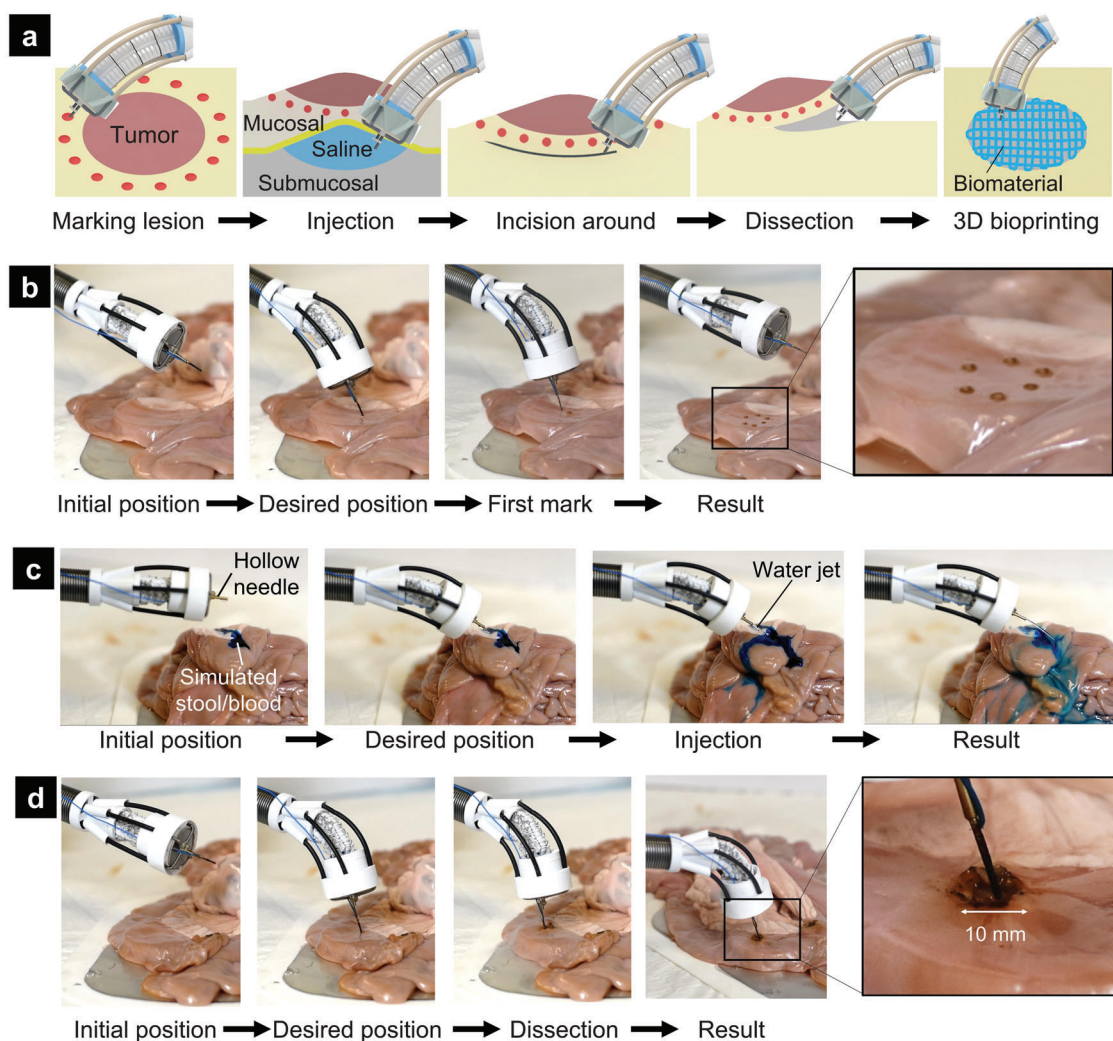 a
Tumor
Mucosal
Saline
Submucosal
Biomaterial
Marking lesion
Injection
Incision around
Dissection
3D bioprinting
b
Initial position
Desired position
First mark
Result
c
Hollow
needle
Simulated
stool/blood
Water jet
Initial position
Desired position
Injection
Result
d
10 mm
Initial position
Desired position
Dissection
Result